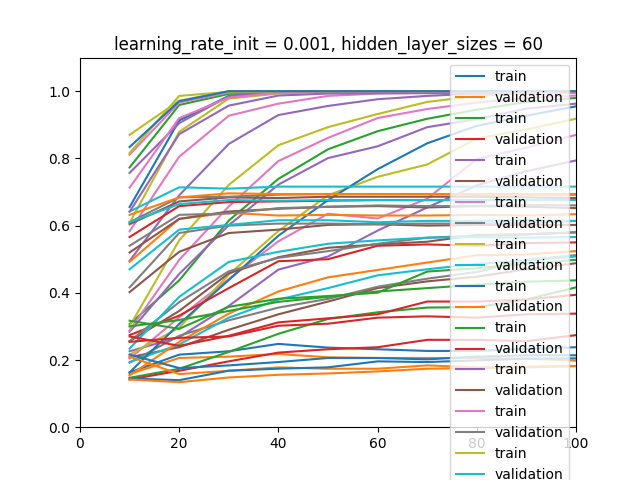 learning_rate_init = 0.001, hidden_layer_sizes = 60
1.0
0.8
0.6
0.4
0.2
0.0
0
20
40
60
80
100
train
validation
train
validation
train
validation
train
validation
train
validation
train
validation
train
validation
train
validation
train
validation
train
validation